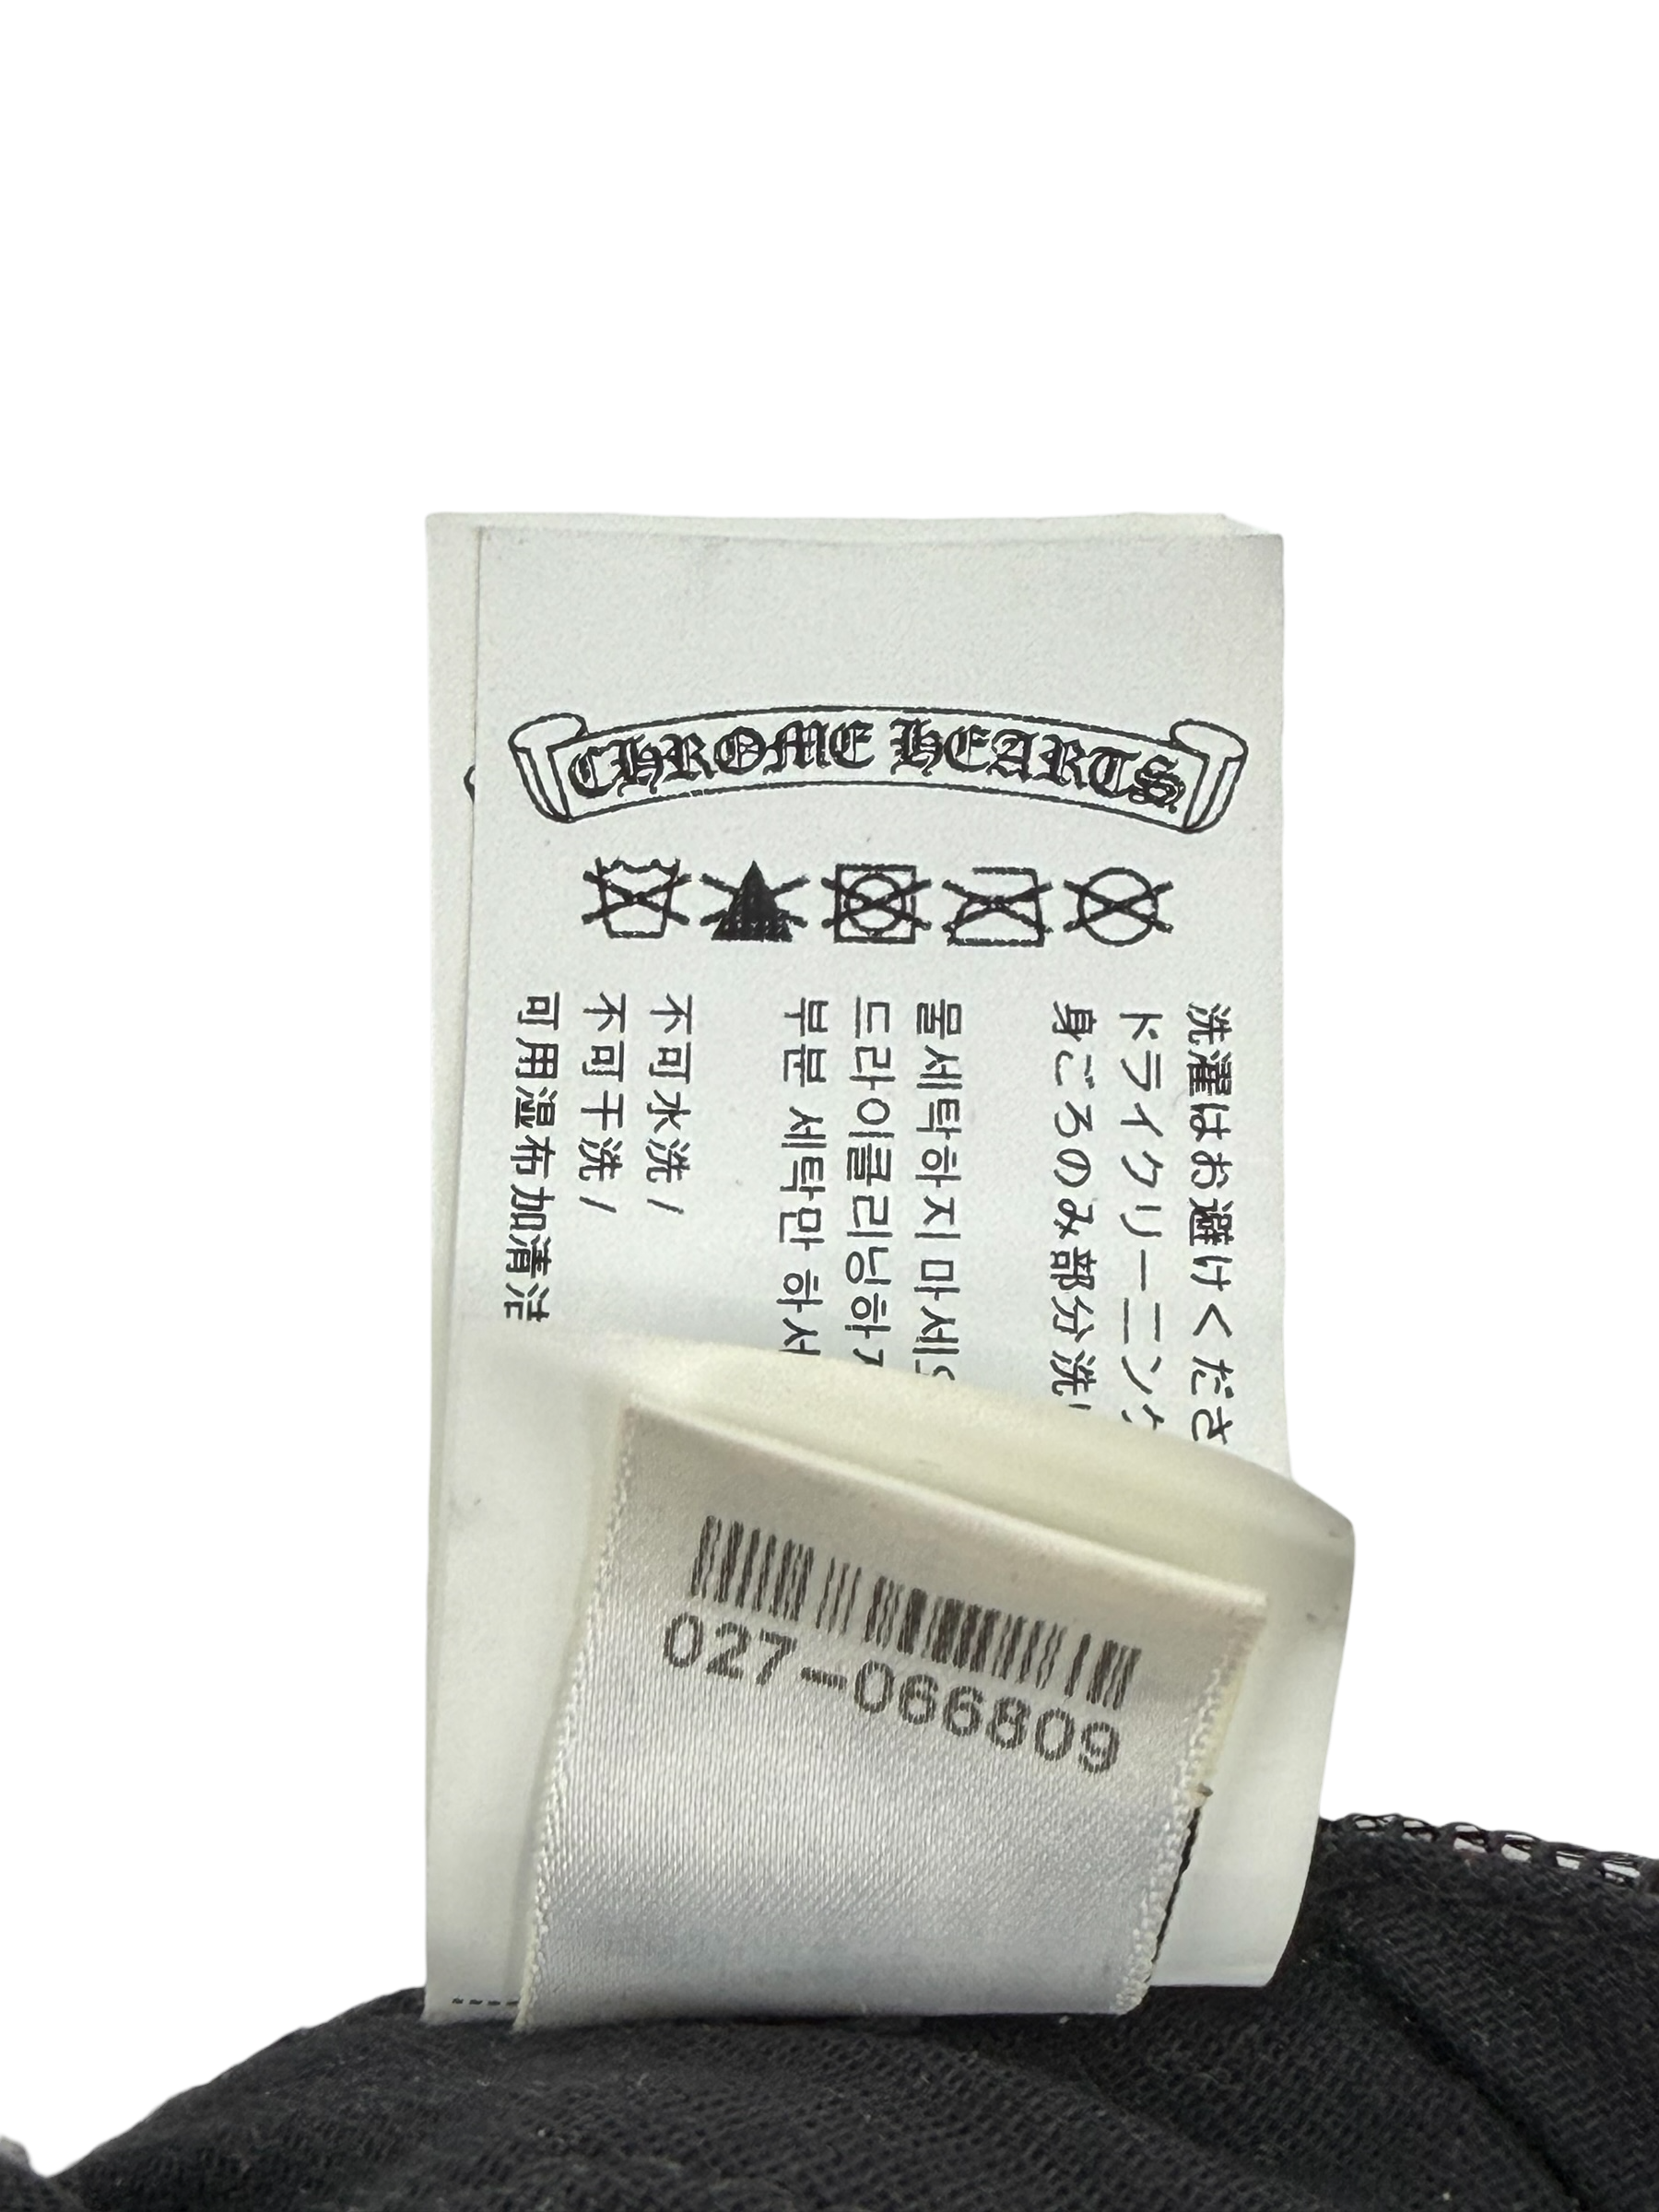 CHROME HEARTS
洗濯はお避けくださ
ドライクリーニング
身ごろのみ部分洗
물세탁하지 마세
드라이클리닝하
부분 세탁만 하
不可水洗 /
不可干洗 /
可用湿布加清洁
027-066809